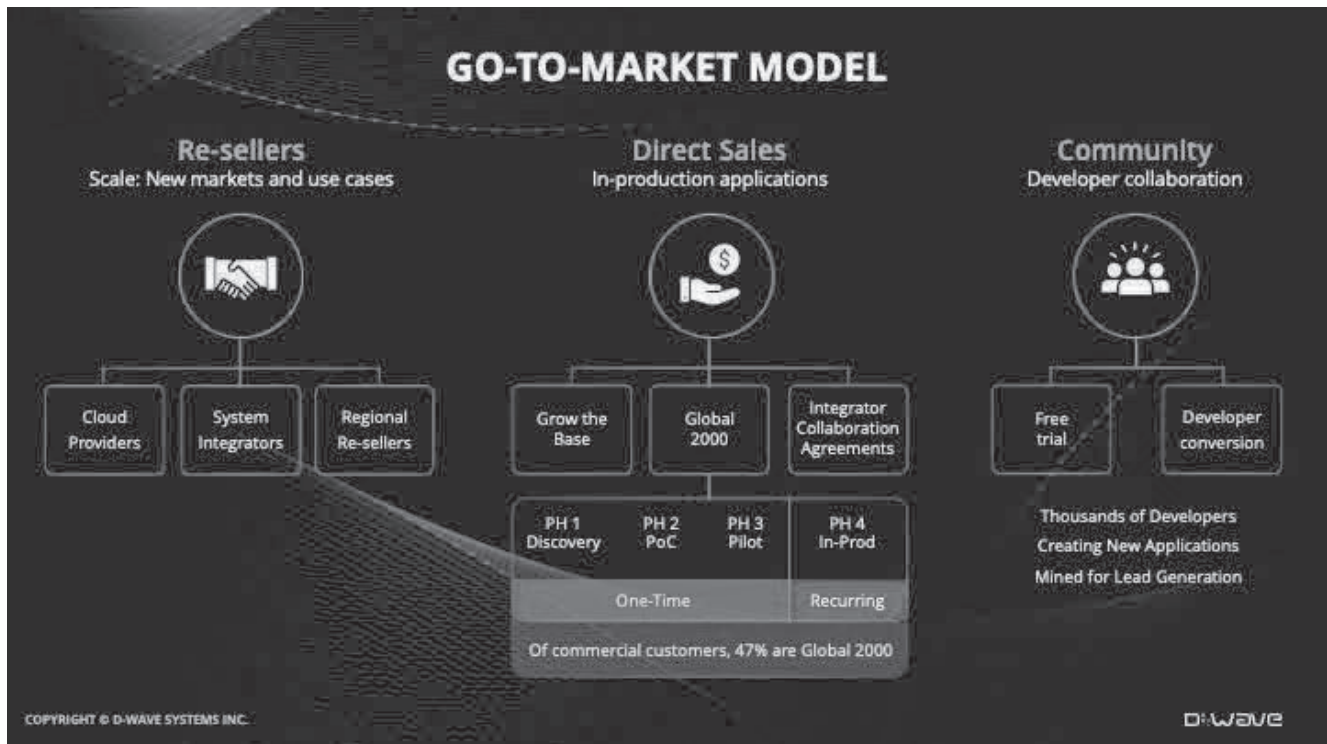 GO-TO-MARKET MODEL
Re-sellers
Scale: New markets and use cases
Cloud
Providers
System
Integrators
Regional
Re-sellers
Direct Sales
In-production applications
$
Grow the
Base
Global
2000
Integrator
Collaboration
Agreements
PH 1
Discovery
PH 2
PoC
PH 3
Pilot
PH 4
In-Prod
One-Time
Recurring
Of commercial customers, 47% are Global 2000
Community
Developer collaboration
Free
trial
Developer
conversion
Thousands of Developers
Creating New Applications
Mined for Lead Generation
COPYRIGHT © D-WAVE SYSTEMS INC.
D:WAVE